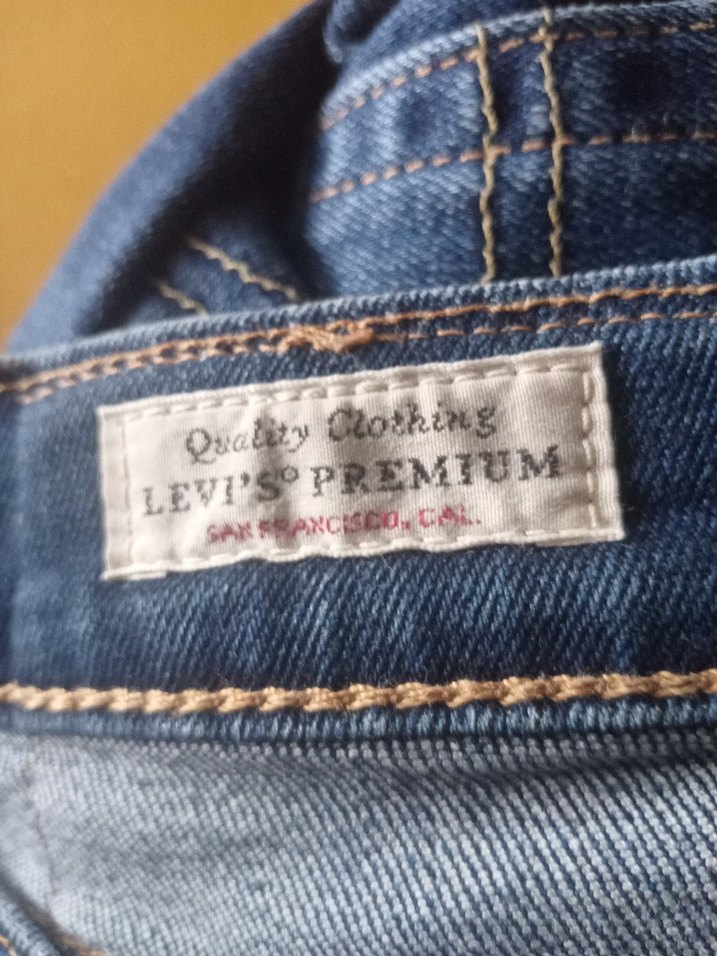 Quality Clothing
LEVI'S® PREMIUM
SAN FRANCISCO, CAL.